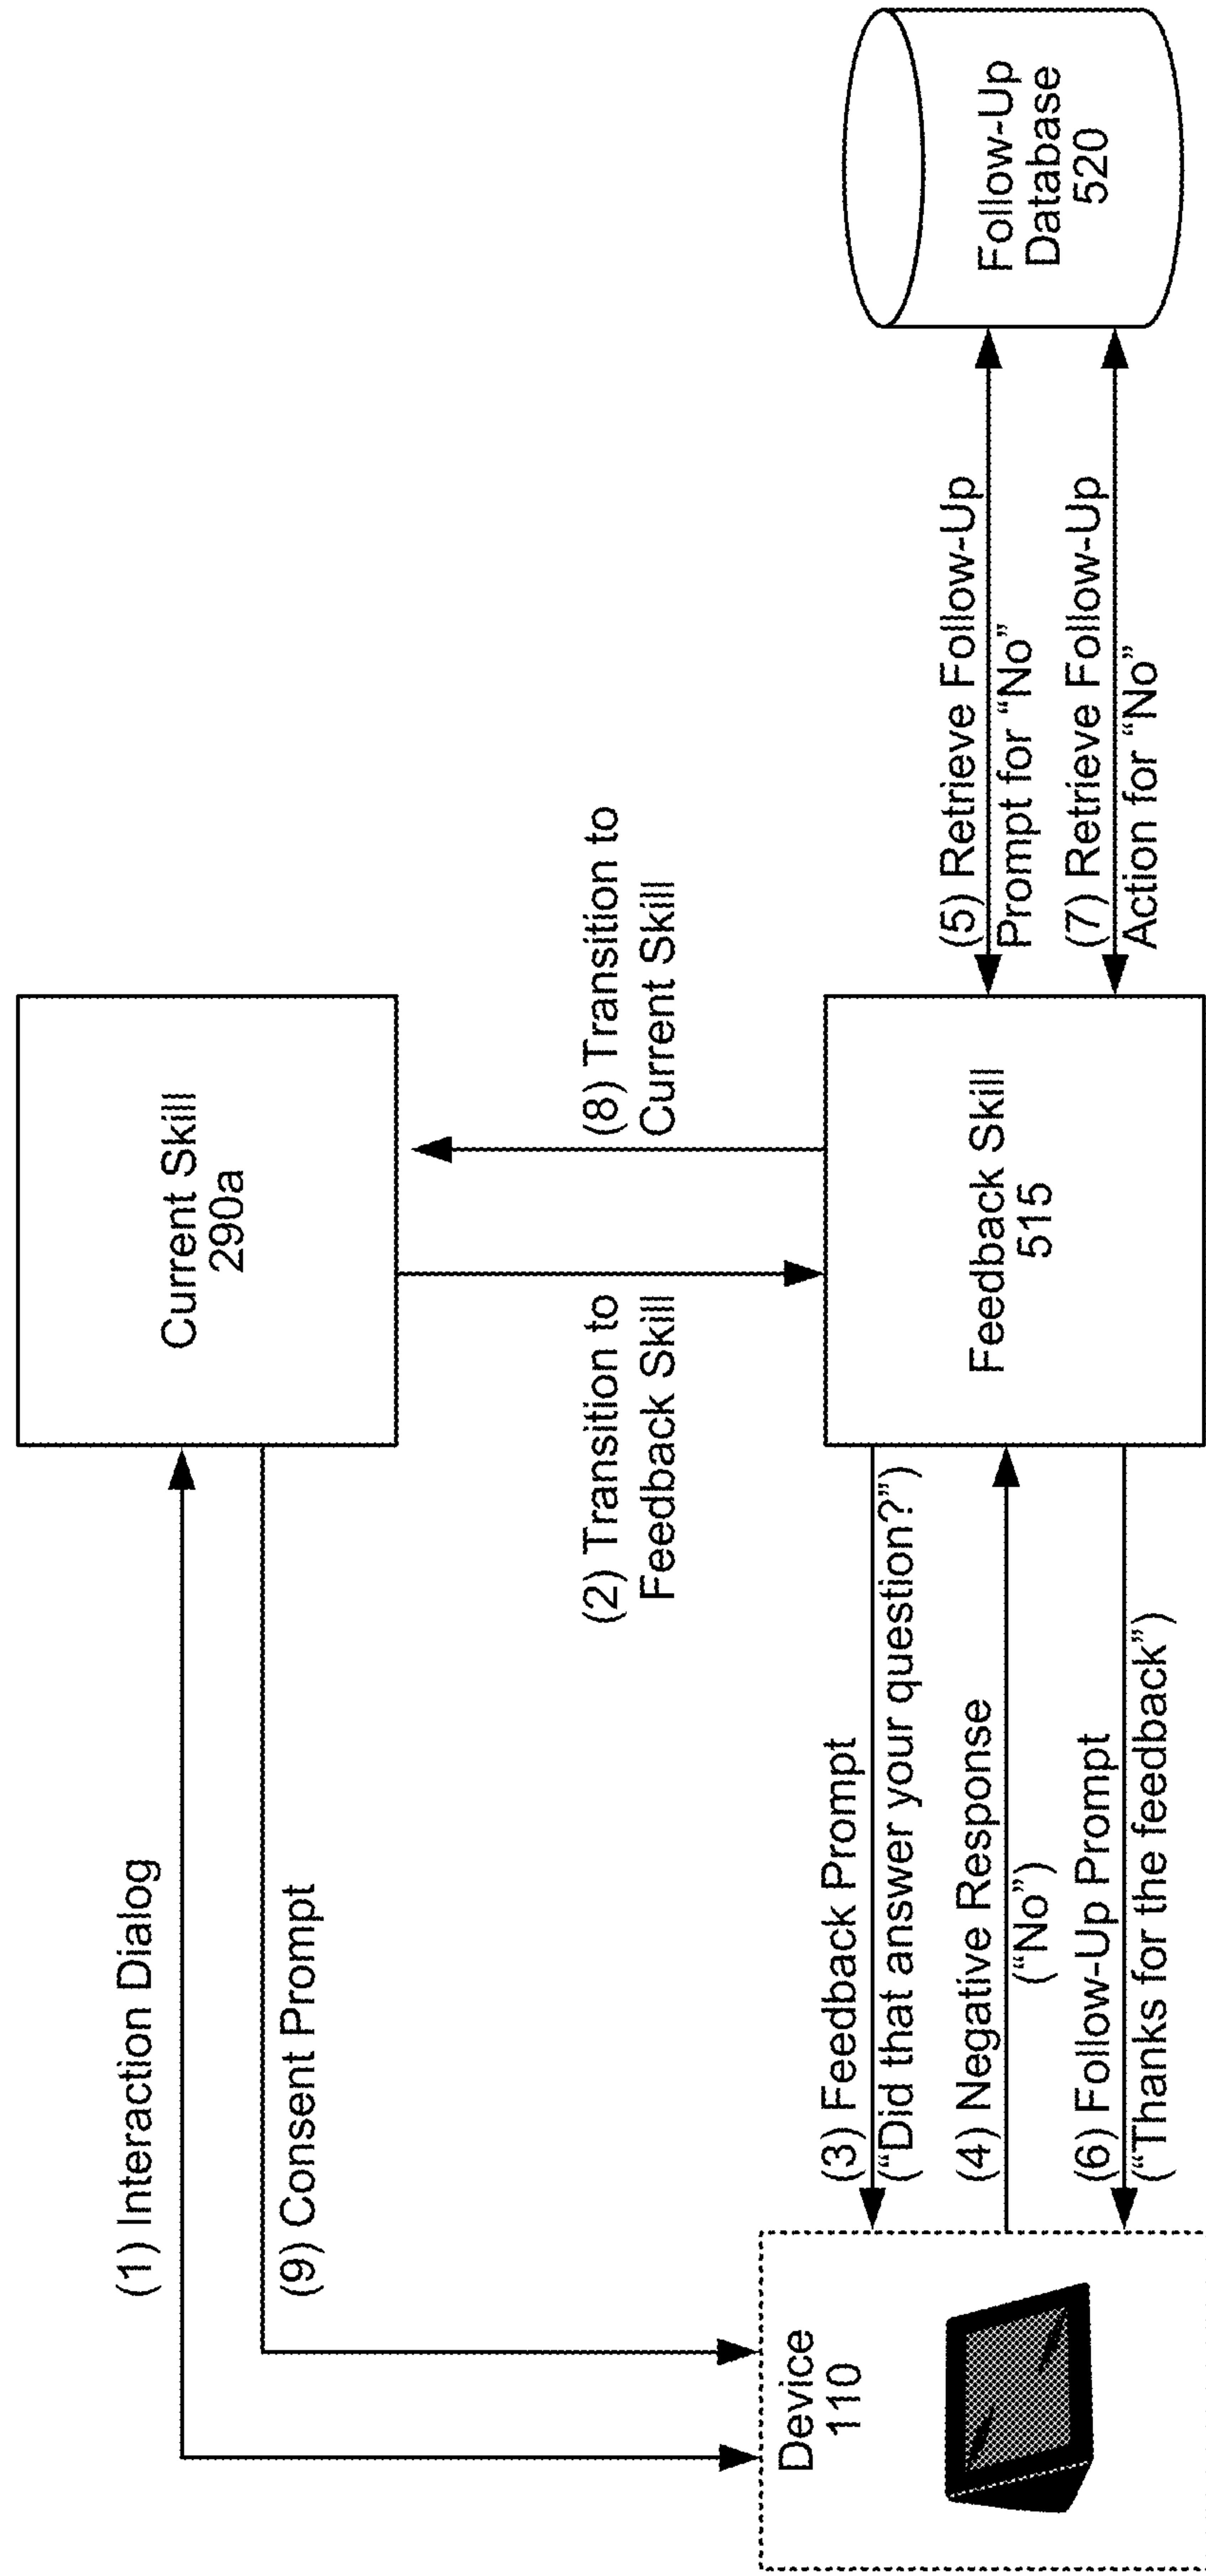 (1) Interaction Dialog
(9) Consent Prompt
Current Skill
290a
(2) Transition to
Feedback Skill
(8) Transition to
Current Skill
Device
110
(3) Feedback Prompt
(“Did that answer your question?”)
(4) Negative Response
(“No”)
(6) Follow-Up Prompt
(“Thanks for the feedback”)
Feedback Skill
515
(5) Retrieve Follow-Up
Prompt for “No”
(7) Retrieve Follow-Up
Action for “No”
Follow-Up
Database
520